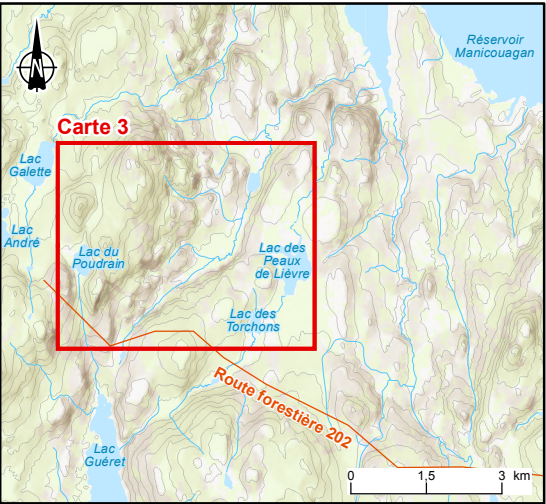 N
Réservoir
Manicouagan
Carte 3
Lac
Galette
Lac
André
Lac du
Poudrain
Lac des
Peaux
de Lièvre
Lac des
Torchons
Route forestière 202
Lac
Guéret
0 1,5 3 km